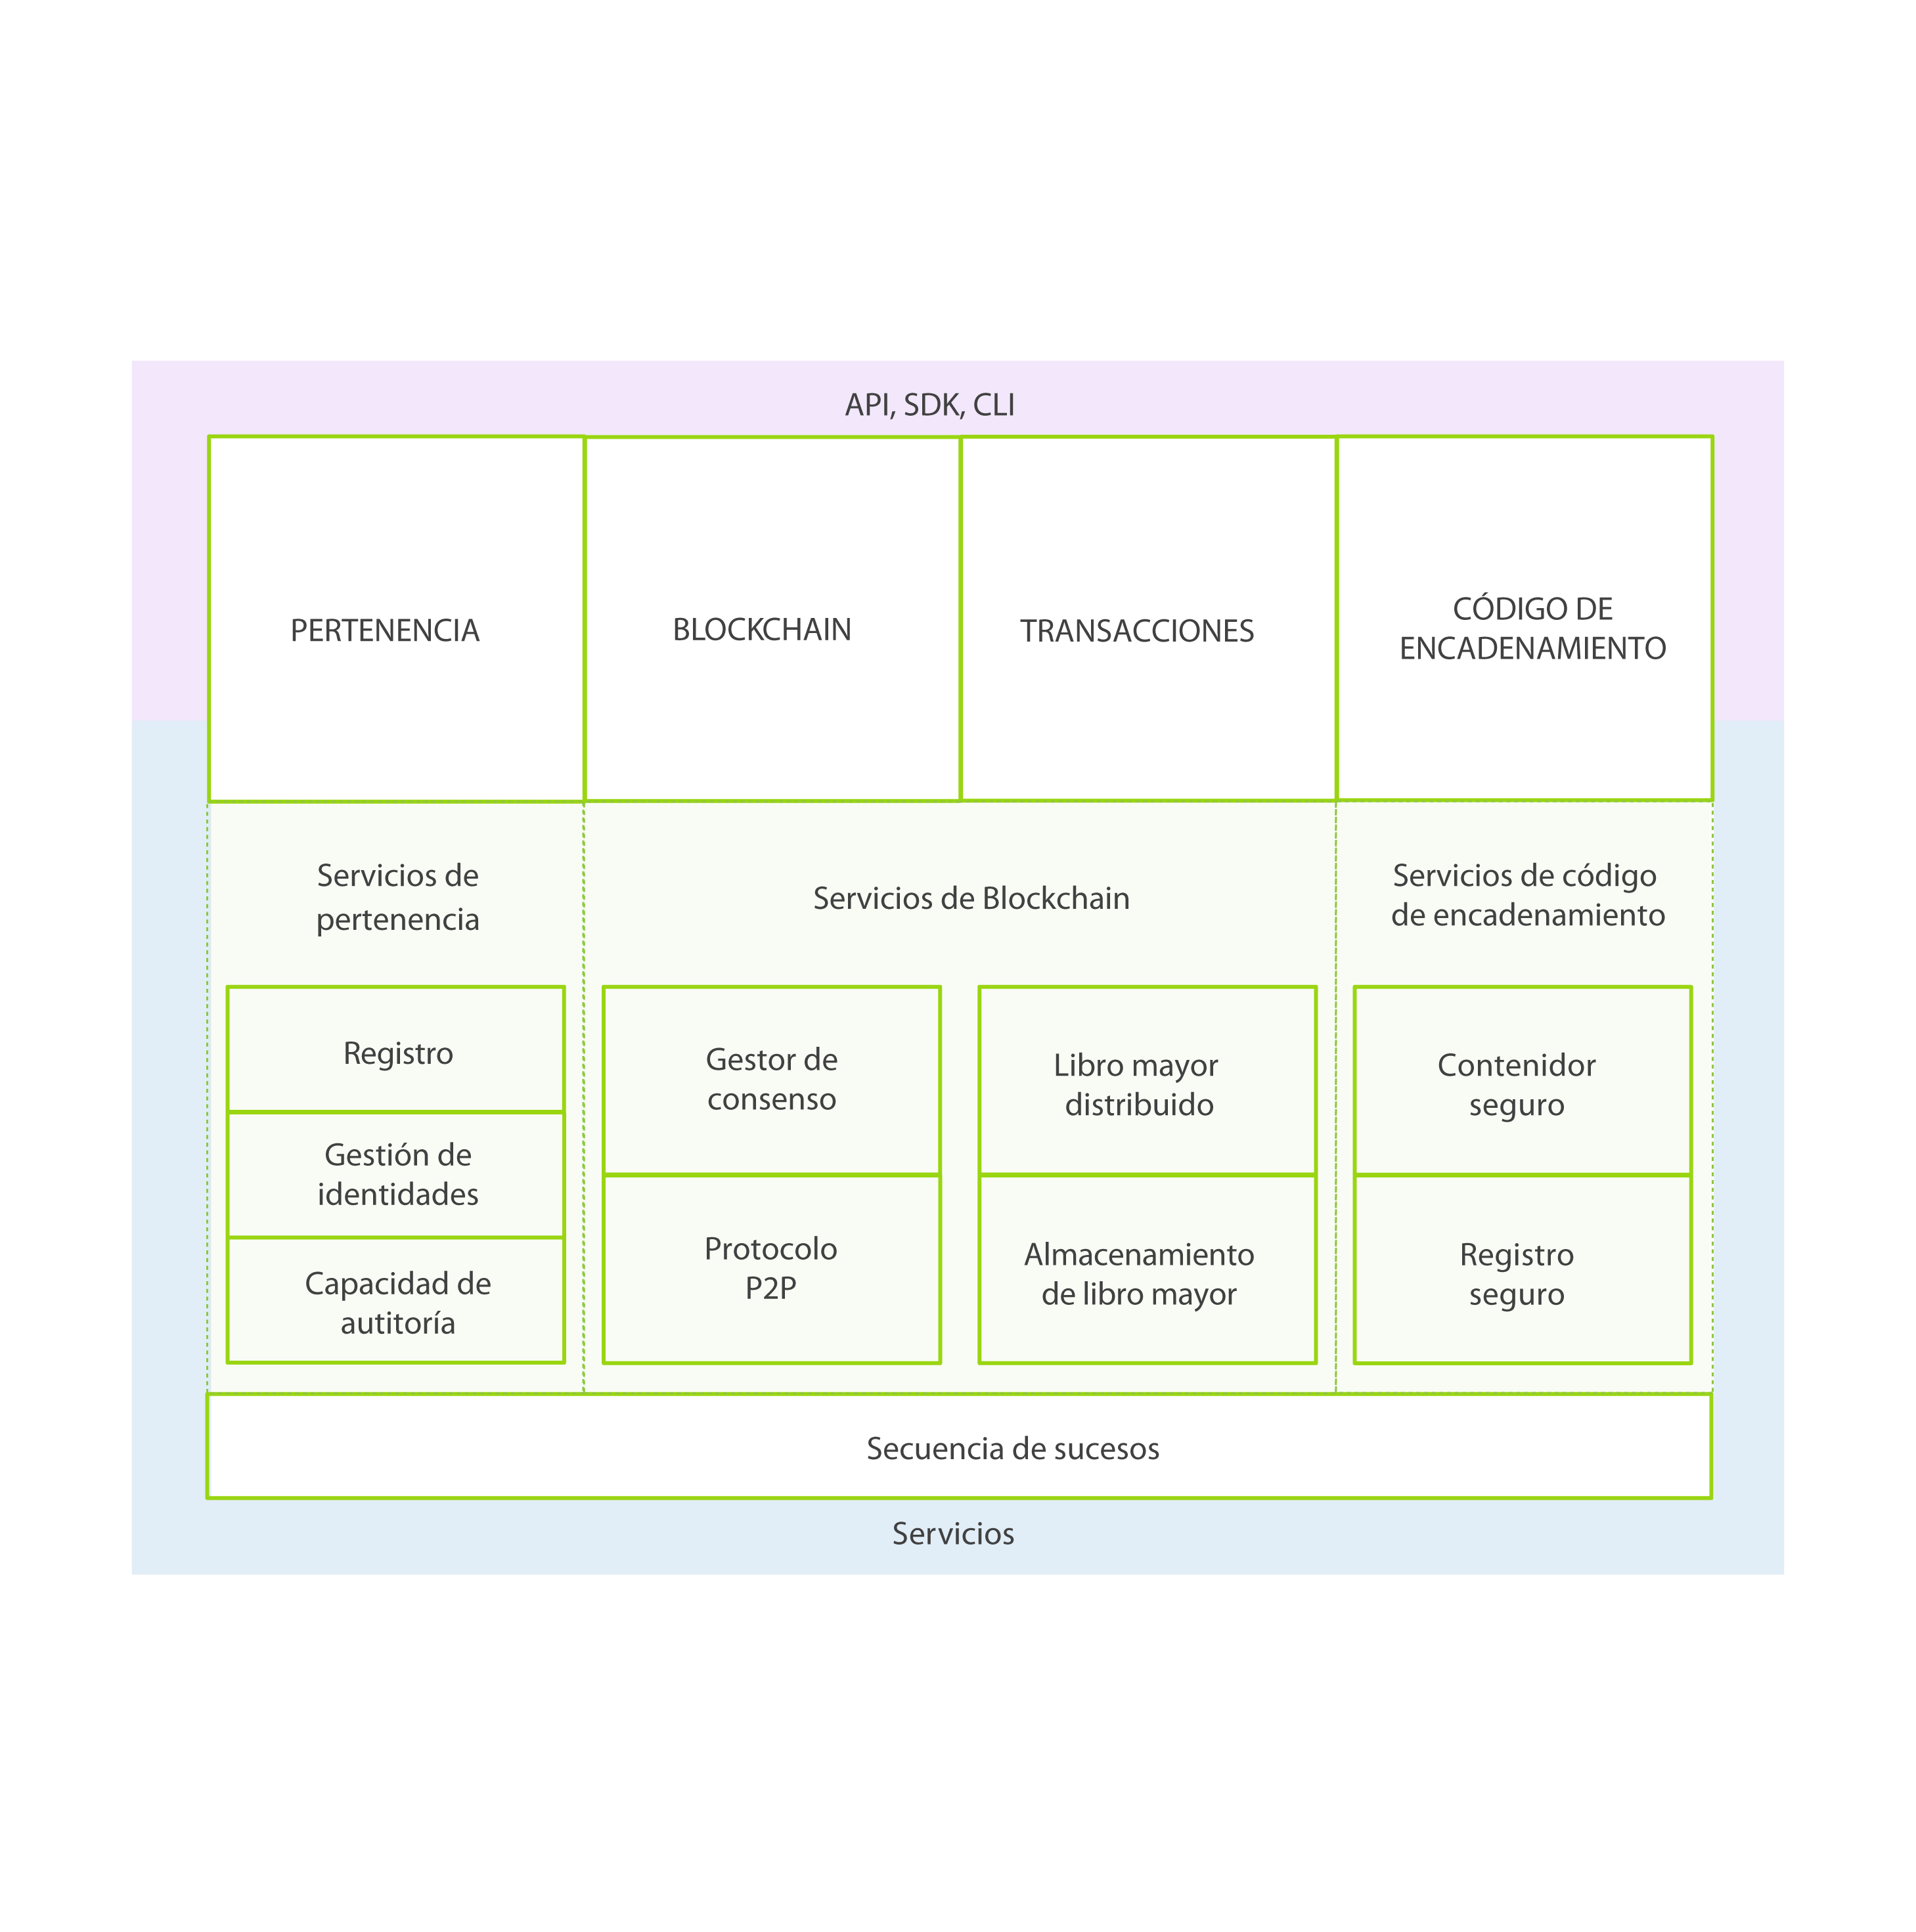 API, SDK, CLI
PERTENENCIA
BLOCKCHAIN
TRANSACCIONES
CÓDIGO DE
ENCADENAMIENTO
Servicios de
pertenencia
Servicios de Blockchain
Servicios de código
de encadenamiento
Registro
Gestión de
identidades
Capacidad de
autitoría
Gestor de
consenso
Protocolo
P2P
Libro mayor
distribuido
Almacenamiento
de libro mayor
Contenidor
seguro
Registro
seguro
Secuencia de sucesos
Servicios